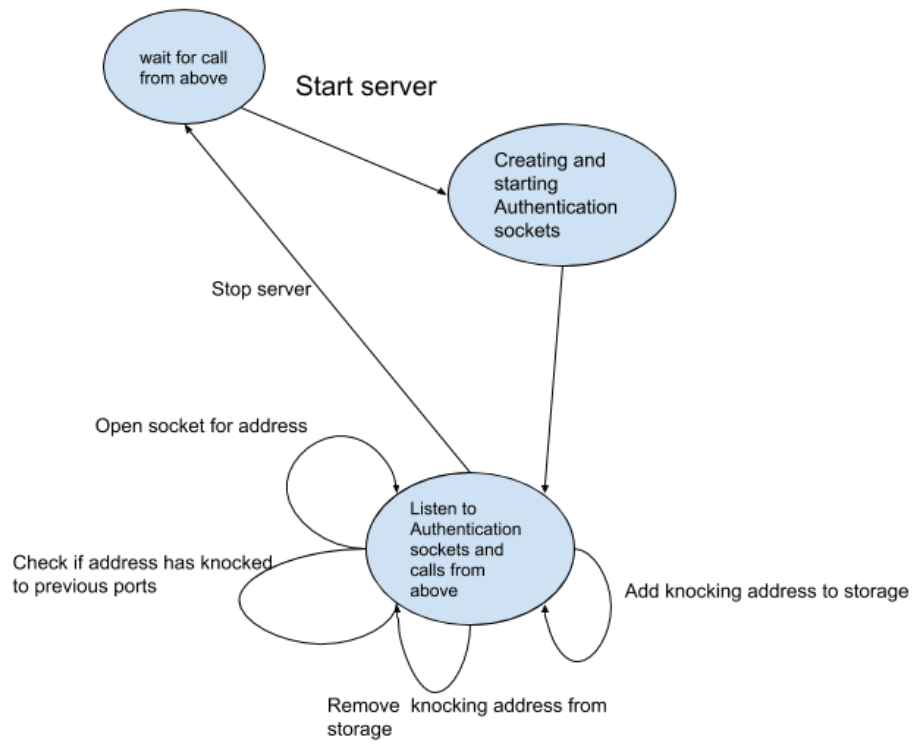 wait for call
from above
Start server
Creating and
starting
Authentication
sockets
Stop server
Open socket for address
Listen to
Authentication
sockets and
calls from
above
Check if address has knocked
to previous ports
Add knocking address to storage
Remove knocking address from
storage